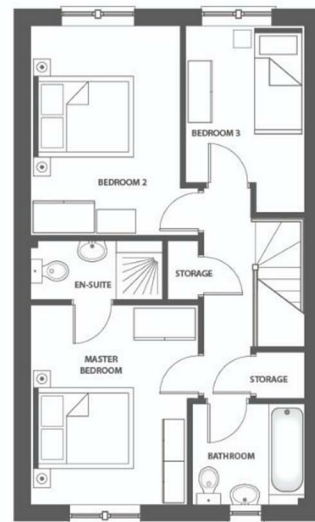 BEDROOM 3
BEDROOM 2
STORAGE
EN-SUITE
MASTER
BEDROOM
STORAGE
BATHROOM